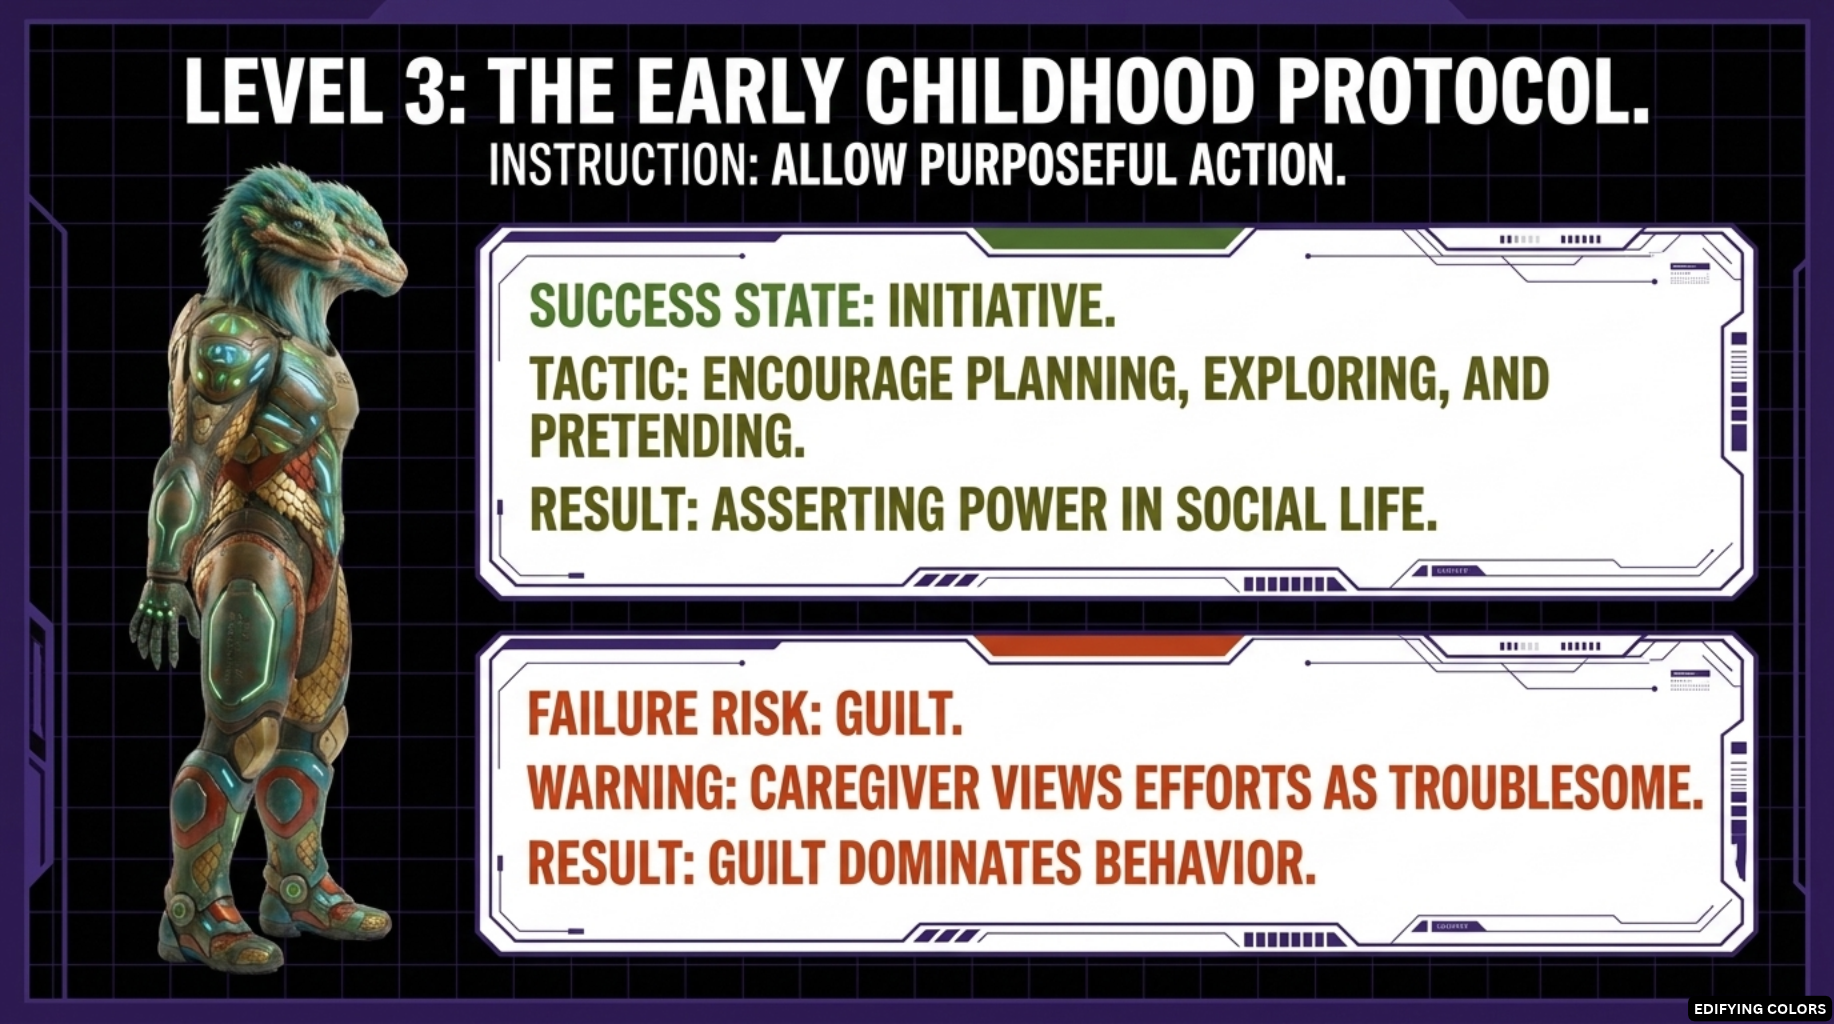 LEVEL 3: THE EARLY CHILDHOOD PROTOCOL.
INSTRUCTION: ALLOW PURPOSEFUL ACTION.
SUCCESS STATE: INITIATIVE.
TACTIC: ENCOURAGE PLANNING, EXPLORING, AND
PRETENDING.
RESULT: ASSERTING POWER IN SOCIAL LIFE.
FAILURE RISK: GUILT.
WARNING: CAREGIVER VIEWS EFFORTS AS TROUBLESOME.
RESULT: GUILT DOMINATES BEHAVIOR.
EDIFYING COLORS